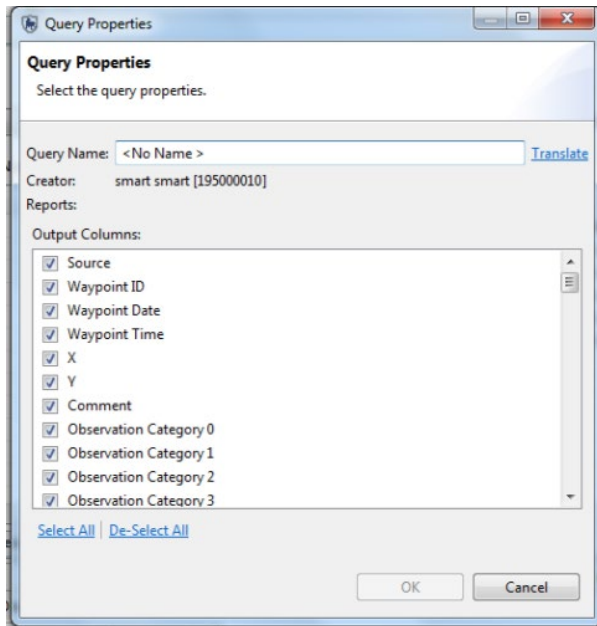 Query Properties
Query Properties
Select the query properties.
Query Name: <No Name > Translate
Creator: smart smart [195000010]
Reports:
Output Columns:
Source
Waypoint ID
Waypoint Date
Waypoint Time
X
Y
Comment
Observation Category 0
Observation Category 1
Observation Category 2
Observation Category 3
Select All De-Select All
OK Cancel